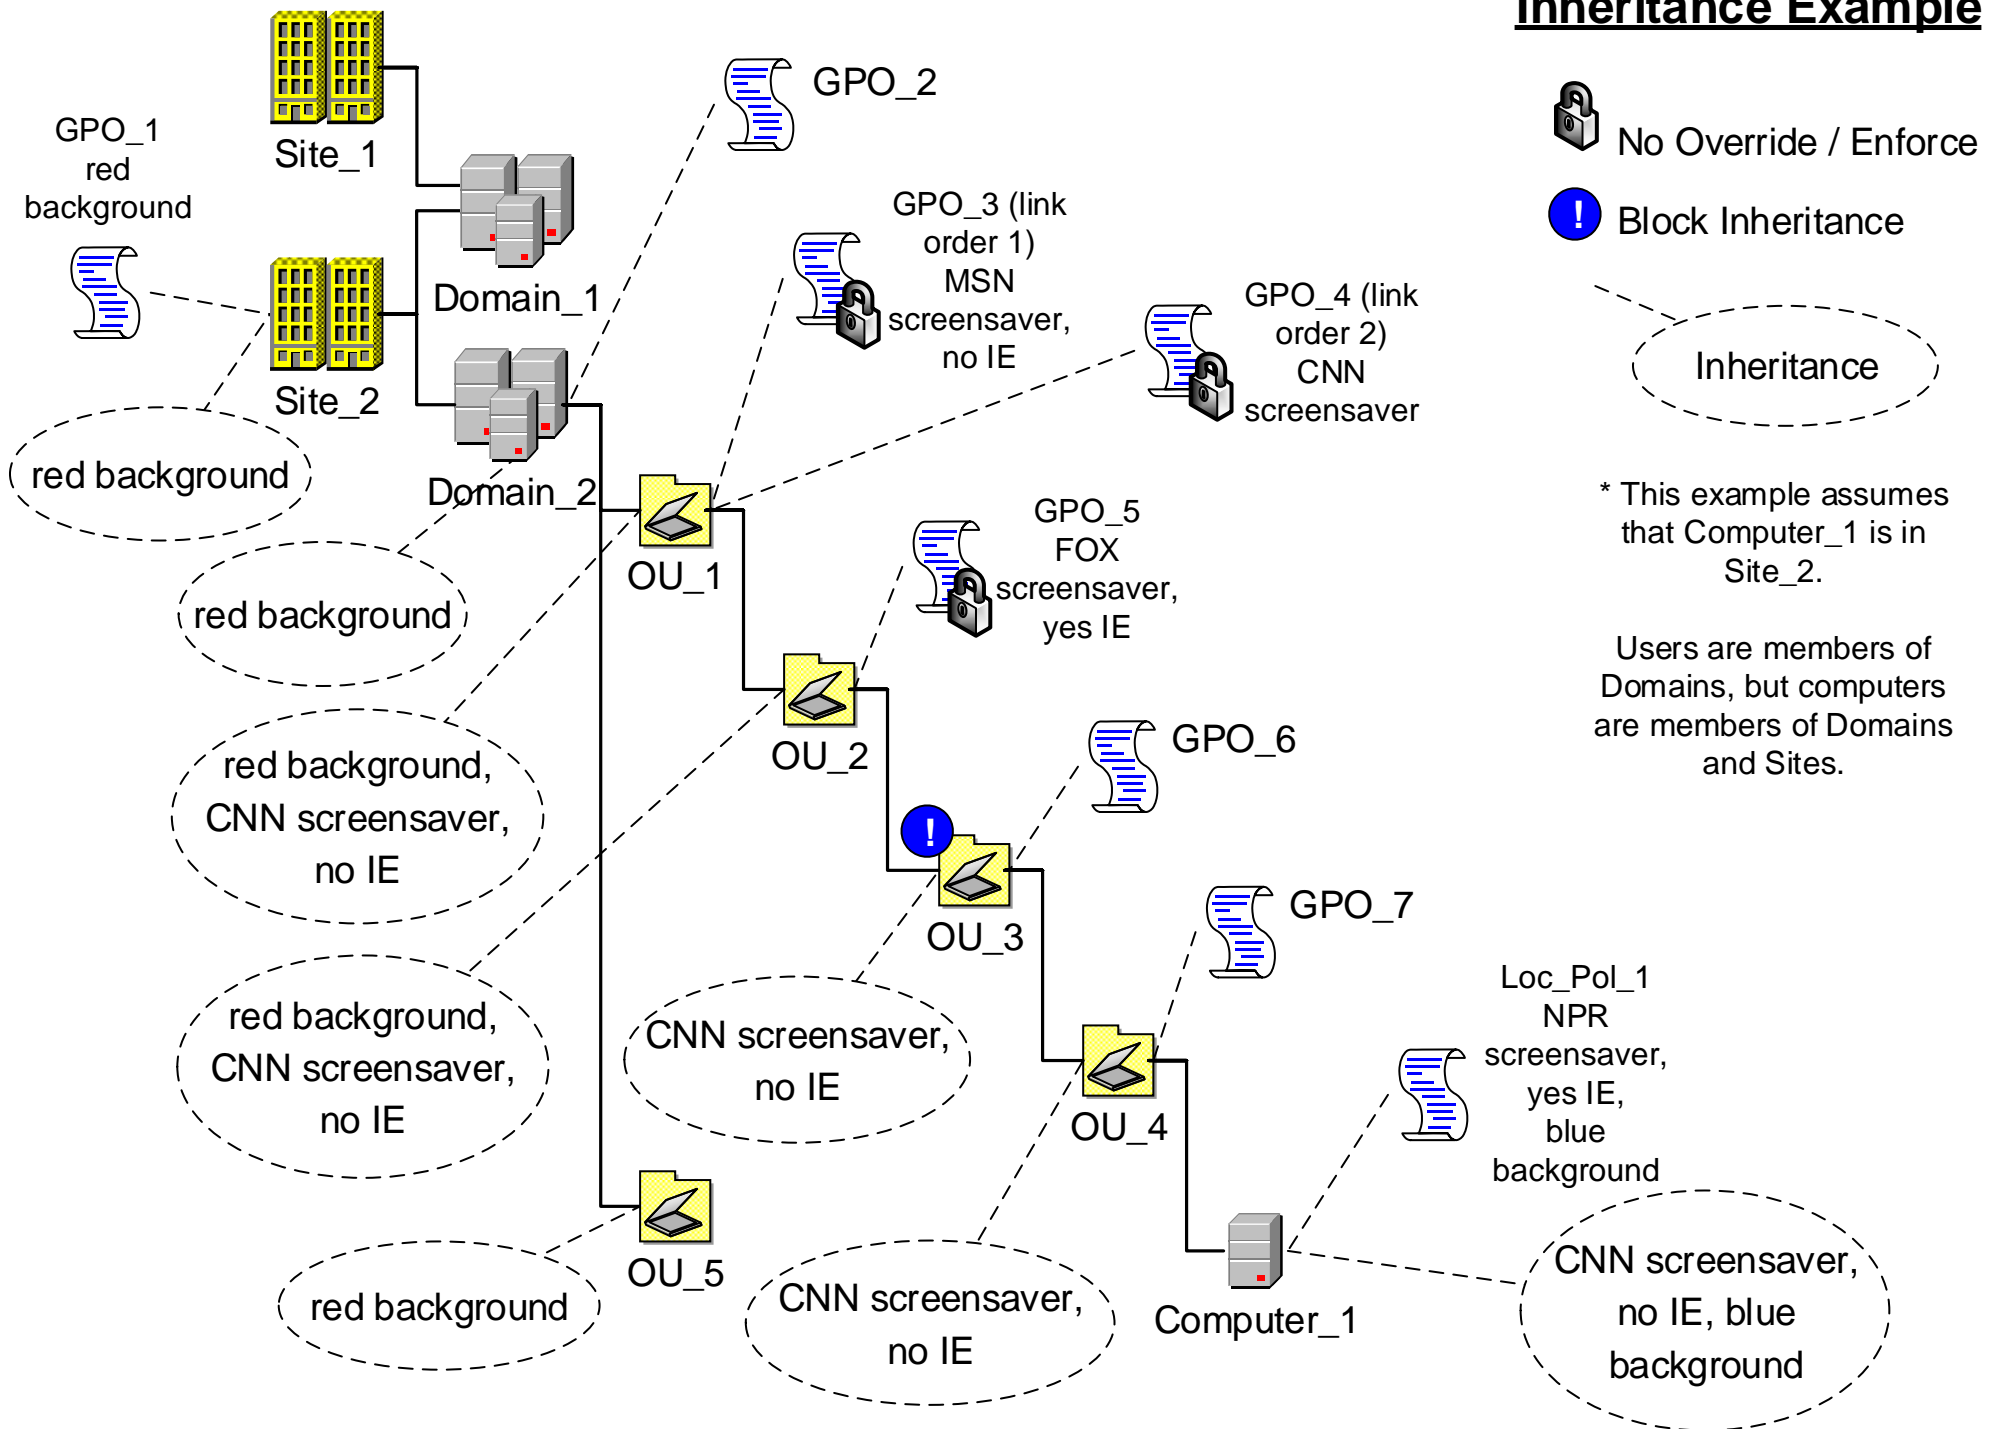 Inheritance Example
GPO_2
No Override / Enforce
Block Inheritance
Inheritance
* This example assumes
that Computer_1 is in
Site_2.
Users are members of
Domains, but computers
are members of Domains
and Sites.
GPO_1
red
background
Site_1
Domain_1
Site_2
Domain_2
red background
red background
GPO_3 (link
order 1)
MSN
screensaver,
no IE
GPO_4 (link
order 2)
CNN
screensaver
OU_1
GPO_5
FOX
screensaver,
yes IE
red background,
CNN screensaver,
no IE
OU_2
GPO_6
!
!
red background,
CNN screensaver,
no IE
OU_3
GPO_7
CNN screensaver,
no IE
OU_4
Loc_Pol_1
NPR
screensaver,
yes IE,
blue
background
OU_5
red background
CNN screensaver,
no IE
Computer_1
CNN screensaver,
no IE, blue
background